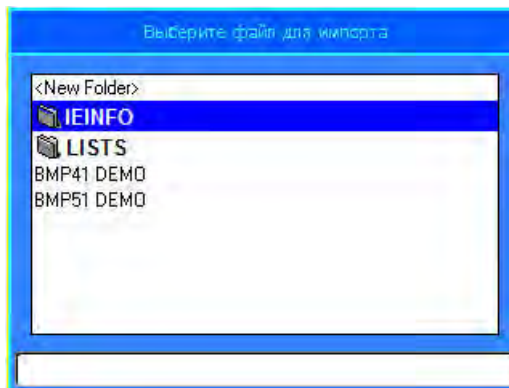 Выберите файл для импорта
<New Folder>
IEINFO
LISTS
BMP41 DEMO
BMP51 DEMO